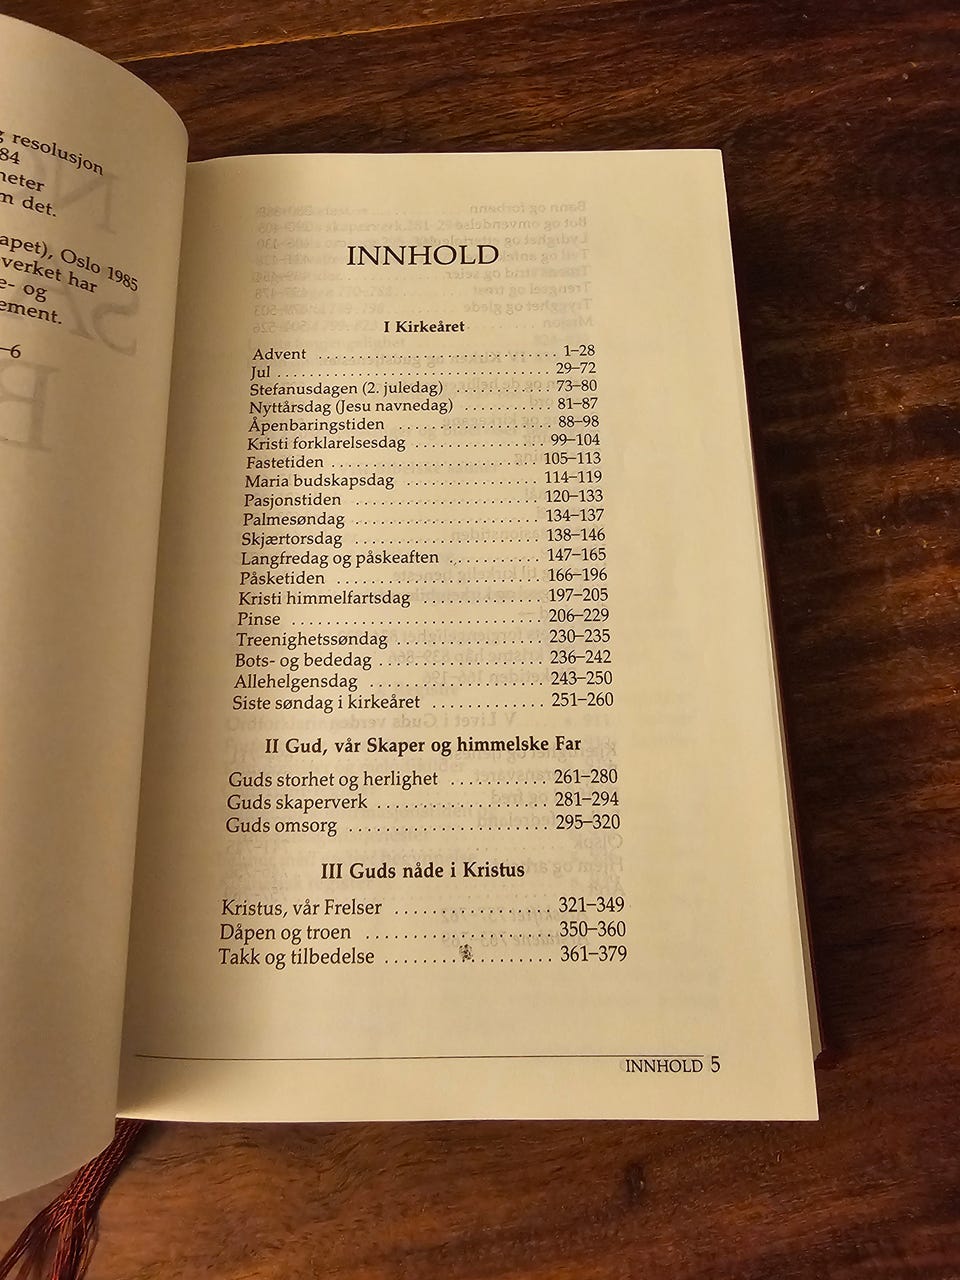 resolusjon
84
heter
m det.
apet), Oslo 1985
verket har
e- og
ement.
–6
INNHOLD
I Kirkeåret
Advent . . . . . . . . . . . . . . . . . . . . . . . . . . . . 1–28
Jul . . . . . . . . . . . . . . . . . . . . . . . . . . . . . . . 29–72
Stefanusdagen (2. juledag) . . . . . . . . . . . . 73–80
Nyttårsdag (Jesu navnedag) . . . . . . . . . . . 81–87
Åpenbaringstiden . . . . . . . . . . . . . . . . . . . 88–98
Kristi forklarelsesdag . . . . . . . . . . . . . . . . 99–104
Fastetiden . . . . . . . . . . . . . . . . . . . . . . . . 105–113
Maria budskapsdag . . . . . . . . . . . . . . . . . 114–119
Pasjonstiden . . . . . . . . . . . . . . . . . . . . . . 120–133
Palmesøndag . . . . . . . . . . . . . . . . . . . . . . 134–137
Skjærtorsdag . . . . . . . . . . . . . . . . . . . . . . 138–146
Langfredag og påskeaften . . . . . . . . . . . . 147–165
Påsketiden . . . . . . . . . . . . . . . . . . . . . . . . 166–196
Kristi himmelfartsdag . . . . . . . . . . . . . . . 197–205
Pinse . . . . . . . . . . . . . . . . . . . . . . . . . . . . 206–229
Treenighetssøndag . . . . . . . . . . . . . . . . . . 230–235
Bots- og bededag . . . . . . . . . . . . . . . . . . . 236–242
Allehelgensdag . . . . . . . . . . . . . . . . . . . . 243–250
Siste søndag i kirkeåret . . . . . . . . . . . . . 251–260
II Gud, vår Skaper og himmelske Far
Guds storhet og herlighet . . . . . . . . . . . 261–280
Guds skaperverk . . . . . . . . . . . . . . . . . . . 281–294
Guds omsorg . . . . . . . . . . . . . . . . . . . . . . 295–320
III Guds nåde i Kristus
Kristus, vår Frelser . . . . . . . . . . . . . . . . . 321–349
Dåpen og troen . . . . . . . . . . . . . . . . . . . . 350–360
Takk og tilbedelse . . . . . . . . . . . . . . . . . . 361–379
INNHOLD 5